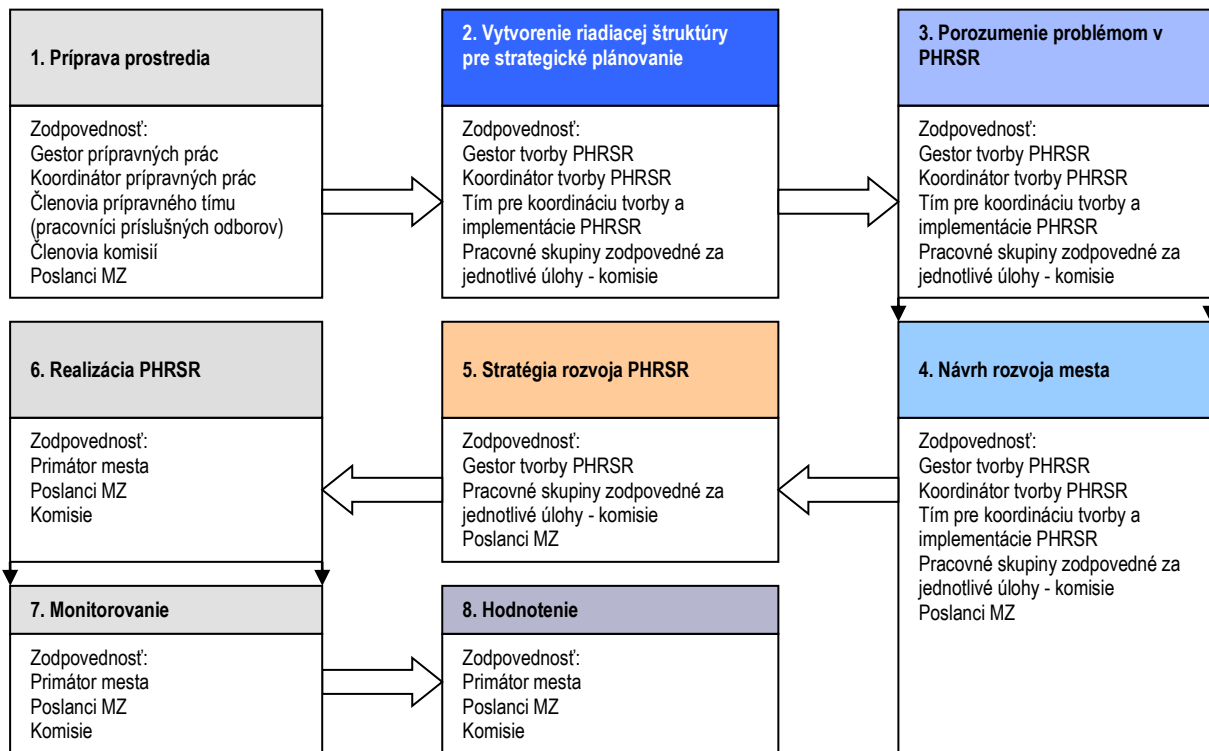 1. Príprava prostredia
Zodpovednosť:
Gestor prípravných prác
Koordinátor prípravných prác
Členovia prípravného tímu
(pracovníci príslušných odborov)
Členovia komisií
Poslanci MZ
2. Vytvorenie riadiacej štruktúry
pre strategické plánovanie
Zodpovednosť:
Gestor tvorby PHRSR
Koordinátor tvorby PHRSR
Tím pre koordináciu tvorby a
implementácie PHRSR
Pracovné skupiny zodpovedné za
jednotlivé úlohy - komisie
3. Porozumenie problémom v
PHRSR
Zodpovednosť:
Gestor tvorby PHRSR
Koordinátor tvorby PHRSR
Tím pre koordináciu tvorby a
implementácie PHRSR
Pracovné skupiny zodpovedné za
jednotlivé úlohy - komisie
4. Návrh rozvoja mesta
Zodpovednosť:
Gestor tvorby PHRSR
Koordinátor tvorby PHRSR
Tím pre koordináciu tvorby a
implementácie PHRSR
Pracovné skupiny zodpovedné za
jednotlivé úlohy - komisie
Poslanci MZ
5. Stratégia rozvoja PHRSR
Zodpovednosť:
Gestor tvorby PHRSR
Pracovné skupiny zodpovedné za
jednotlivé úlohy - komisie
Poslanci MZ
6. Realizácia PHRSR
Zodpovednosť:
Primátor mesta
Poslanci MZ
Komisie
7. Monitorovanie
Zodpovednosť:
Primátor mesta
Poslanci MZ
Komisie
8. Hodnotenie
Zodpovednosť:
Primátor mesta
Poslanci MZ
Komisie